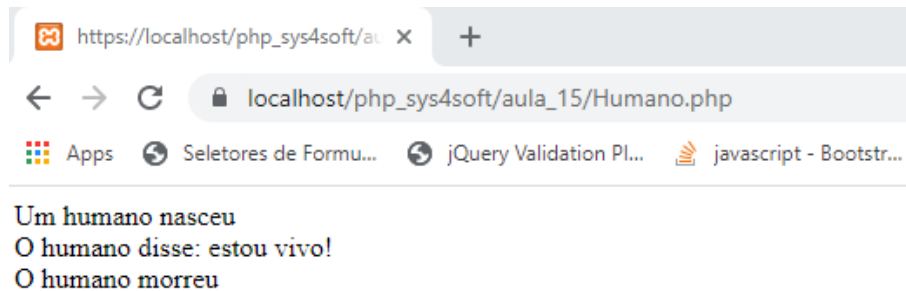 https://localhost/php_sys4soft/au
localhost/php_sys4soft/aula_15/Humano.php
Apps Seletores de Formu... jQuery Validation Pl... javascript - Bootstr...
Um humano nasceu
O humano disse: estou vivo!
O humano morreu